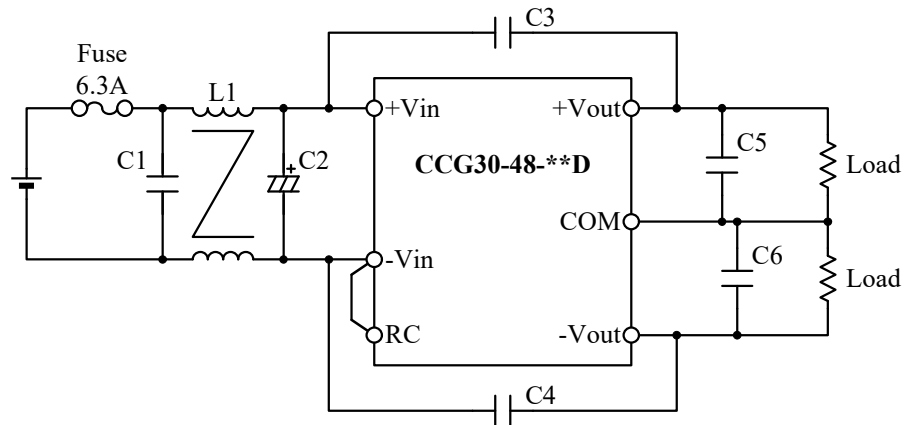 C3
Fuse
6.3A
L1
+Vin
+Vout
C1
C2
CCG30-48-**D
C5
Load
COM
-Vin
C6
Load
RC
-Vout
C4